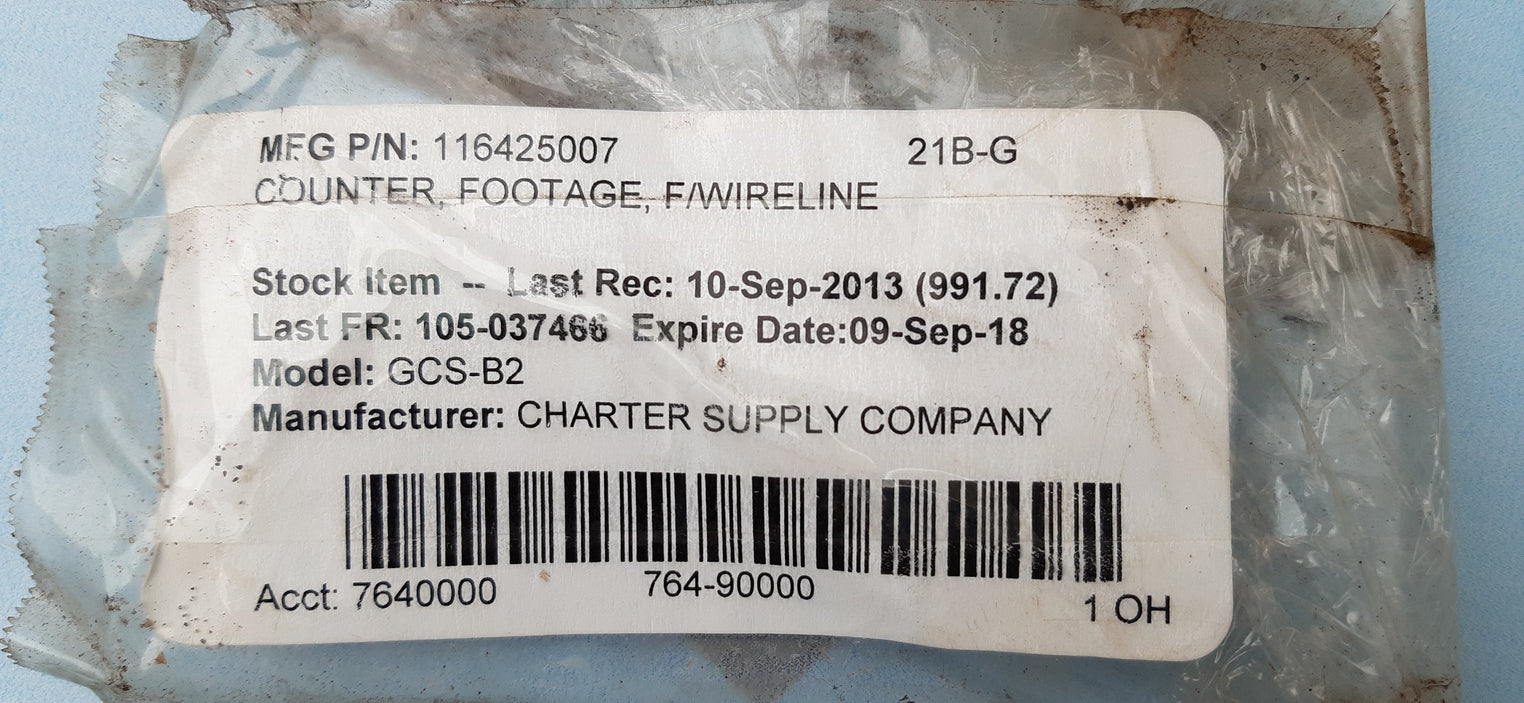 MFG P/N: 116425007 21B-G
COUNTER, FOOTAGE, F/WIRELINE
Stock Item -- Last Rec: 10-Sep-2013 (991.72)
Last FR: 105-037466 Expire Date:09-Sep-18
Model: GCS-B2
Manufacturer: CHARTER SUPPLY COMPANY
Acct: 7640000 764-90000 1 OH